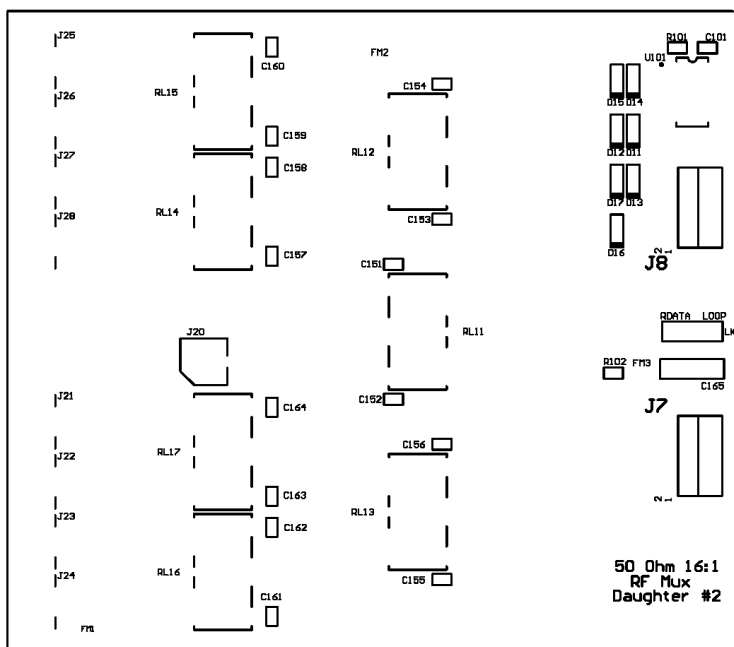 J25
R101 C101
FM2
C160
U101
J26
RL15
C154
D15 D14
C159
J27
RL12
D12 D11
C158
J28
RL14
D17 D13
C153
C157
C151
D16
2 1
J8
RDATA LOOP
J20
RL11
LK
R102
FM3
C165
J21
C164
C152
J7
C156
J22
RL17
C163
2 1
J23
RL13
C162
J24
RL16
C155
50 Ohm 16:1
RF Mux
Daughter #2
C161
FM1